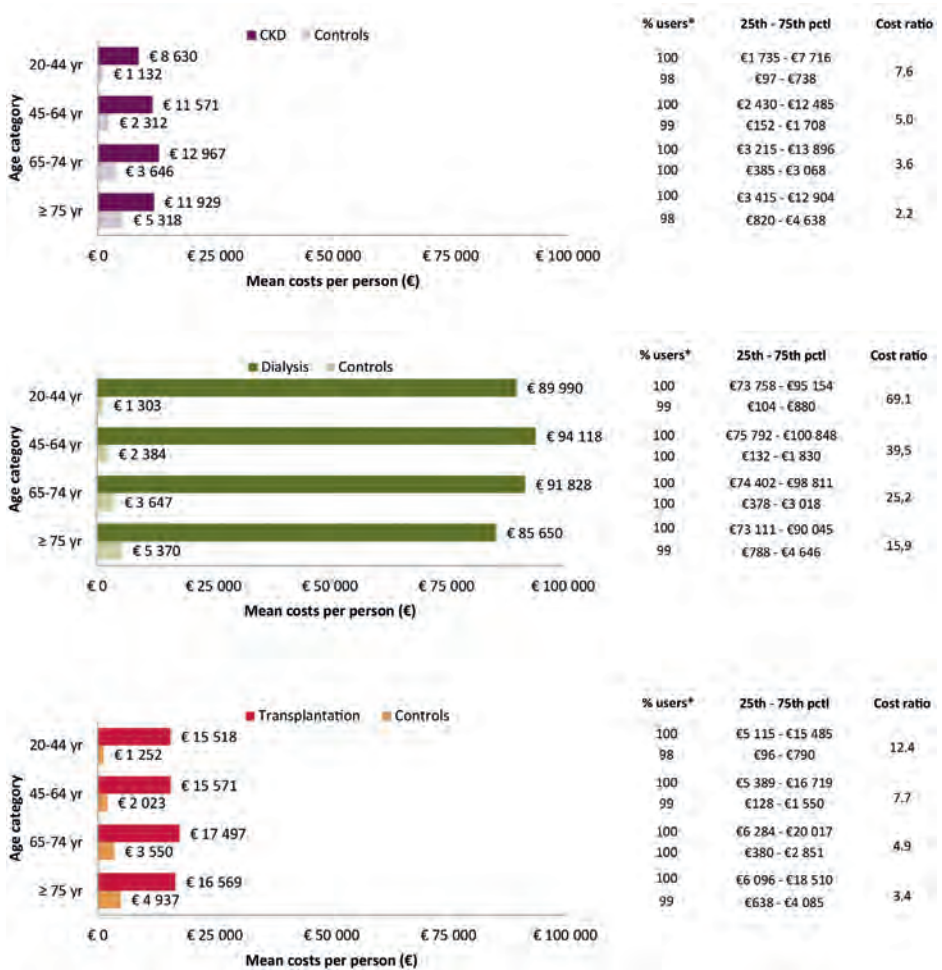 CKD Controls % users* 25th - 75th pctl Cost ratio
Age category
20-44 yr € 8 630 100 €1 735 - €7 716 7,6
€ 1 132 98 €97 - €738
45-64 yr € 11 571 100 €2 430 - €12 485 5,0
€ 2 312 99 €152 - €1 708
65-74 yr € 12 967 100 €3 215 - €13 896 3,6
€ 3 646 100 €385 - €3 068
≥ 75 yr € 11 929 100 €3 415 - €12 904 2,2
€ 5 318 98 €820 - €4 638
€ 0 € 25 000 € 50 000 € 75 000 € 100 000
Mean costs per person (€)
Dialysis Controls % users* 25th - 75th pctl Cost ratio
Age category
20-44 yr € 89 990 100 €73 758 - €95 154 69,1
€ 1 303 99 €104 - €880
45-64 yr € 94 118 100 €75 792 - €100 848 39,5
€ 2 384 100 €132 - €1 830
65-74 yr € 91 828 100 €74 402 - €98 811 25,2
€ 3 647 100 €378 - €3 018
≥ 75 yr € 85 650 100 €73 111 - €90 045 15,9
€ 5 370 99 €788 - €4 646
€ 0 € 25 000 € 50 000 € 75 000 € 100 000
Mean costs per person (€)
Transplantation Controls % users* 25th - 75th pctl Cost ratio
Age category
20-44 yr € 15 518 100 €5 115 - €15 485 12.4
€ 1 252 98 €96 - €790
45-64 yr € 15 571 100 €5 389 - €16 719 7.7
€ 2 023 99 €128 - €1 550
65-74 yr € 17 497 100 €6 284 - €20 017 4.9
€ 3 550 100 €380 - €2 851
≥ 75 yr € 16 569 100 €6 096 - €18 510 3,4
€ 4 937 99 €638 - €4 085
€ 0 € 25 000 € 50 000 € 75 000 € 100 000
Mean costs per person (€)